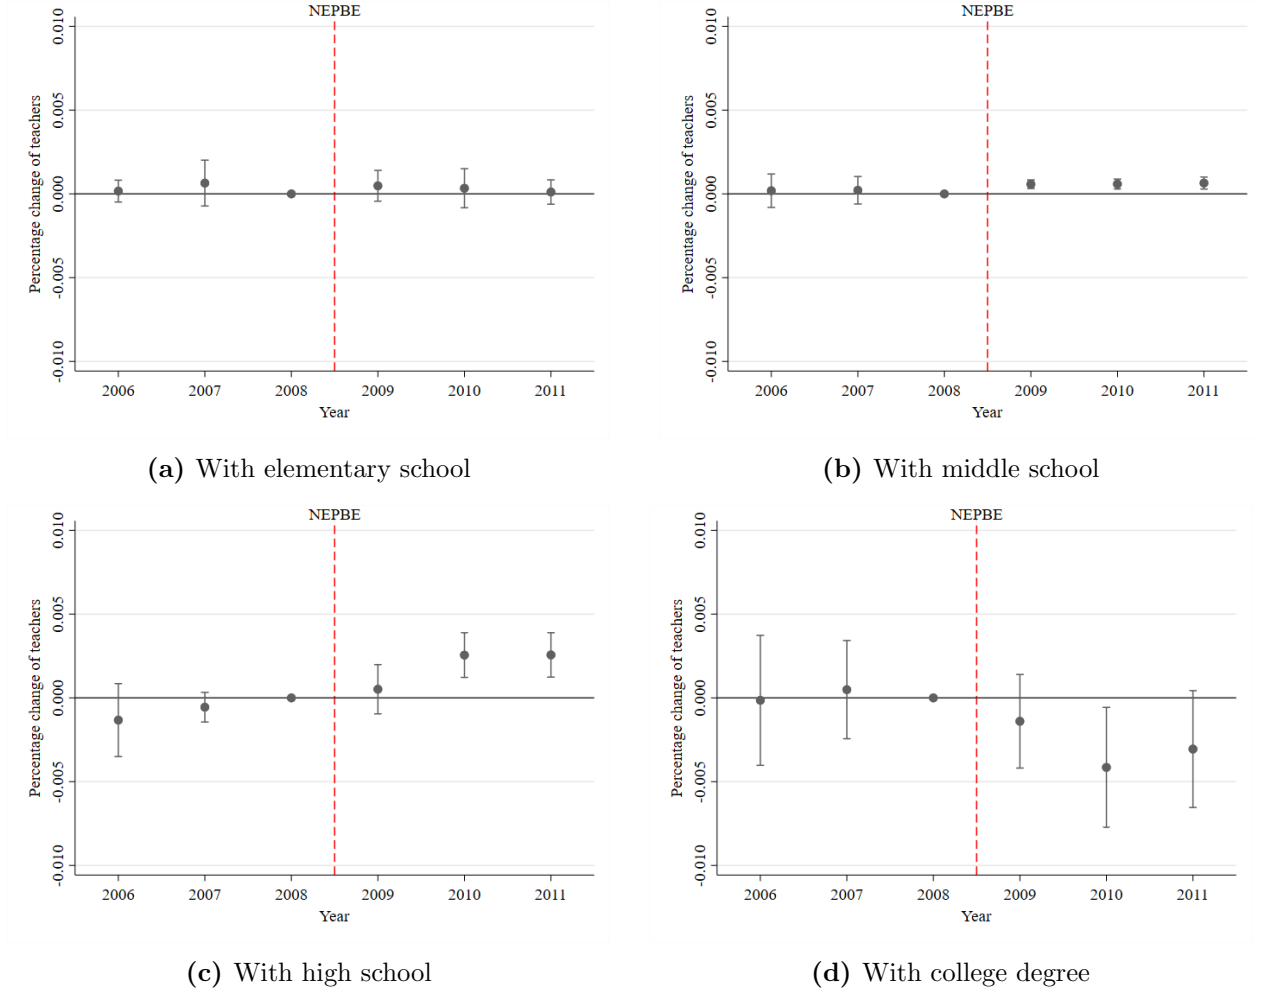 NEPBE
Percentage change of teachers
0.010
0.005
0.000
-0.005
-0.010
2006 2007 2008 2009 2010 2011
Year
(a) With elementary school
NEPBE
Percentage change of teachers
0.010
0.005
0.000
-0.005
-0.010
2006 2007 2008 2009 2010 2011
Year
(b) With middle school
NEPBE
Percentage change of teachers
0.010
0.005
0.000
-0.005
-0.010
2006 2007 2008 2009 2010 2011
Year
(c) With high school
NEPBE
Percentage change of teachers
0.010
0.005
0.000
-0.005
-0.010
2006 2007 2008 2009 2010 2011
Year
(d) With college degree